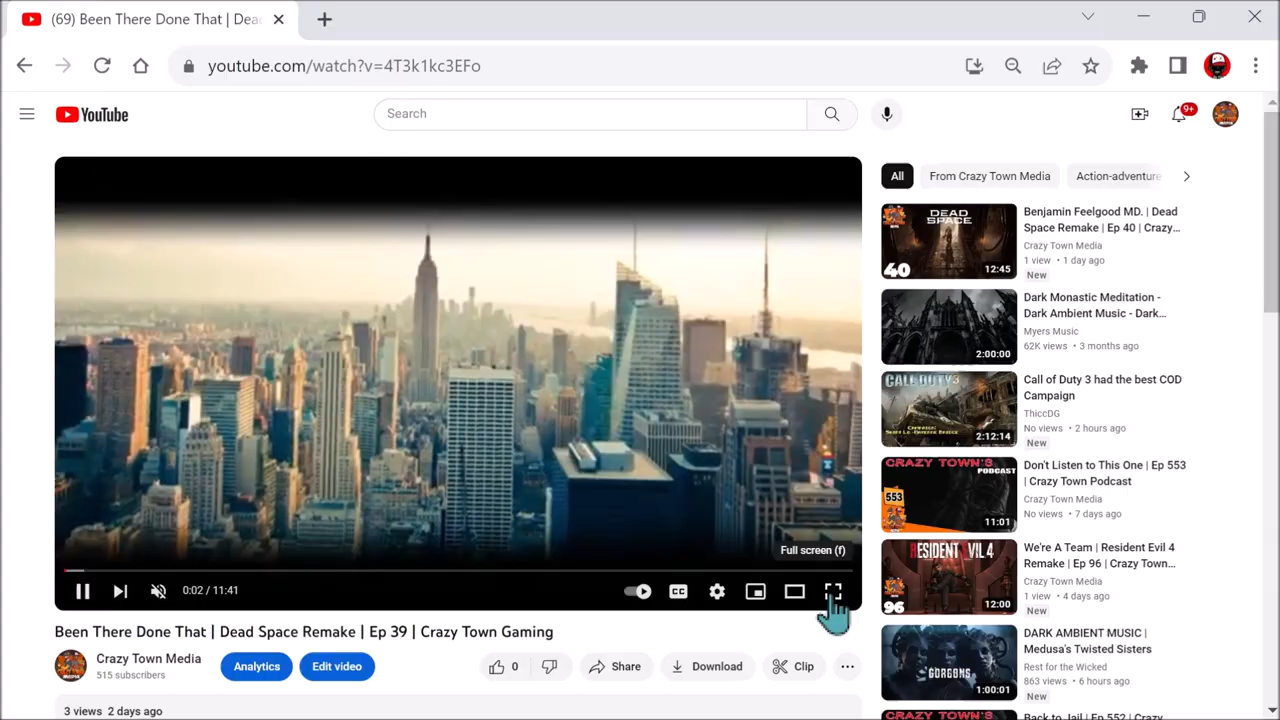 (69) Been There Done That | Dea
youtube.com/watch?v=4T3k1kc3EFo
YouTube
Search
9+
Full screen (f)
0:02 / 11:41
CC
Been There Done That | Dead Space Remake | Ep 39 | Crazy Town Gaming
Crazy Town Media
515 subscribers
Analytics
Edit video
0
Share
Download
Clip
3 views 2 days ago
All
From Crazy Town Media
Action-adventure
DEAD SPACE
40
12:45
Benjamin Feelgood MD. | Dead
Space Remake | Ep 40 | Crazy...
Crazy Town Media
1 view • 1 day ago
New
2:00:00
Dark Monastic Meditation -
Dark Ambient Music - Dark...
Myers Music
62K views • 3 months ago
CALL OF DUTY 3
2:12:14
Call of Duty 3 had the best COD
Campaign
ThiccDG
No views • 2 hours ago
New
CRAZY TOWN'S
PODCAST
553
11:01
Don't Listen to This One | Ep 553
| Crazy Town Podcast
Crazy Town Media
No views • 7 days ago
RESIDENT EVIL 4
96
12:00
We're A Team | Resident Evil 4
Remake | Ep 96 | Crazy Town...
Crazy Town Media
1 view • 4 days ago
New
GORGONS
1:00:01
DARK AMBIENT MUSIC |
Medusa's Twisted Sisters
Rest for the Wicked
863 views • 6 hours ago
New
CRAZY TOWN'S
Back to Jail | Ep 552 | Crazy